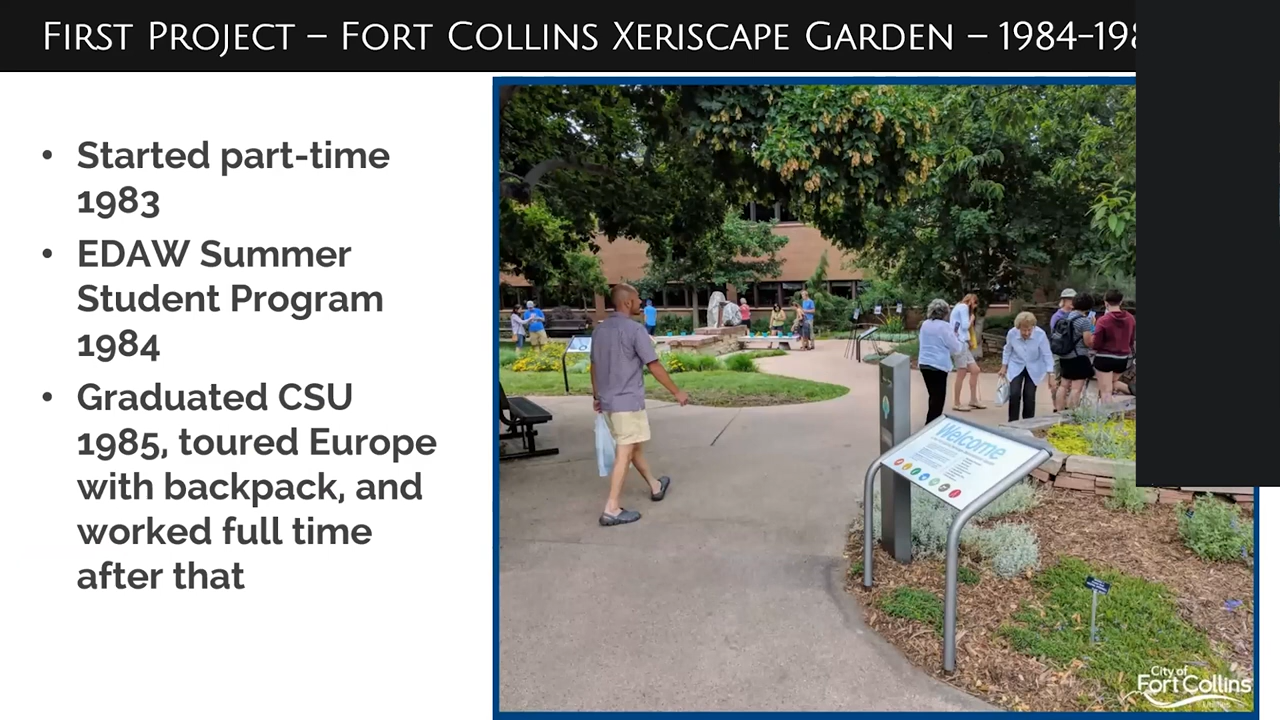 First Project – Fort Collins Xeriscape Garden – 1984-198
• Started part-time
1983
• EDAW Summer
Student Program
1984
• Graduated CSU
1985, toured Europe
with backpack, and
worked full time
after that
Welcome
City of
Fort Collins
Utilities